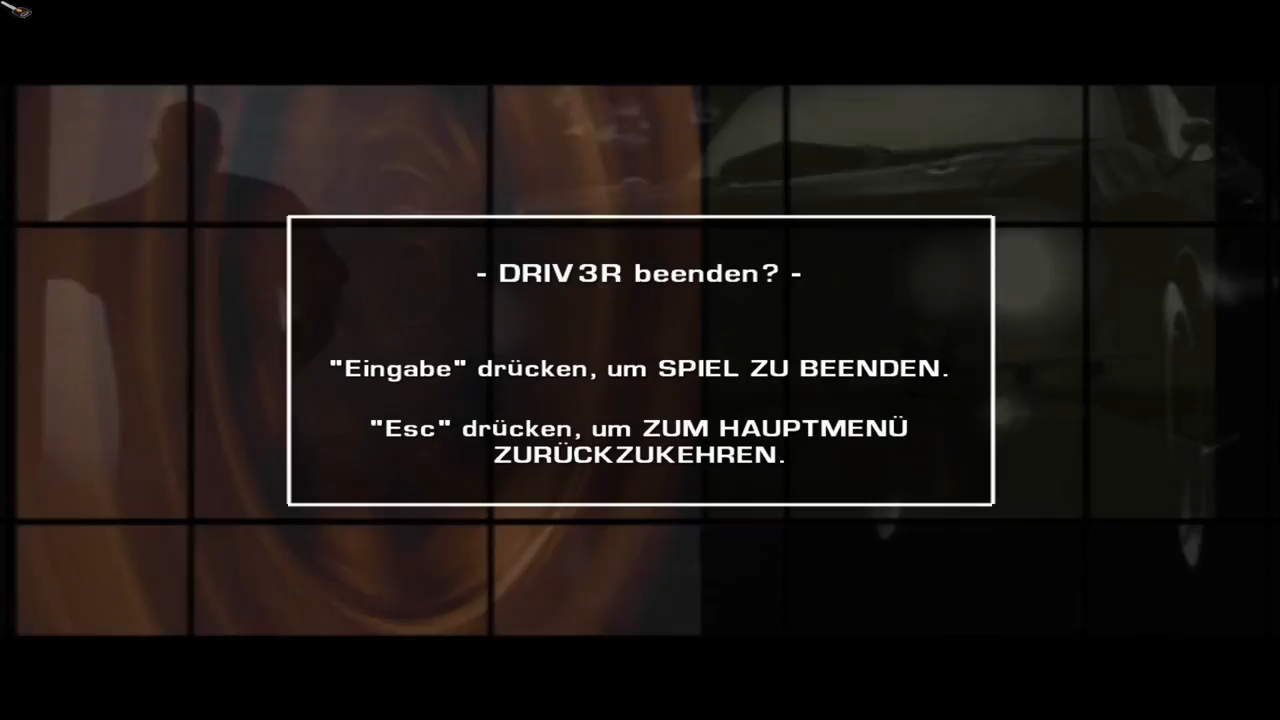 - DRIV3R beenden? -
"Eingabe" drücken, um SPIEL ZU BEENDEN.
"Esc" drücken, um ZUM HAUPTMENÜ
ZURÜCKZUKEHREN.